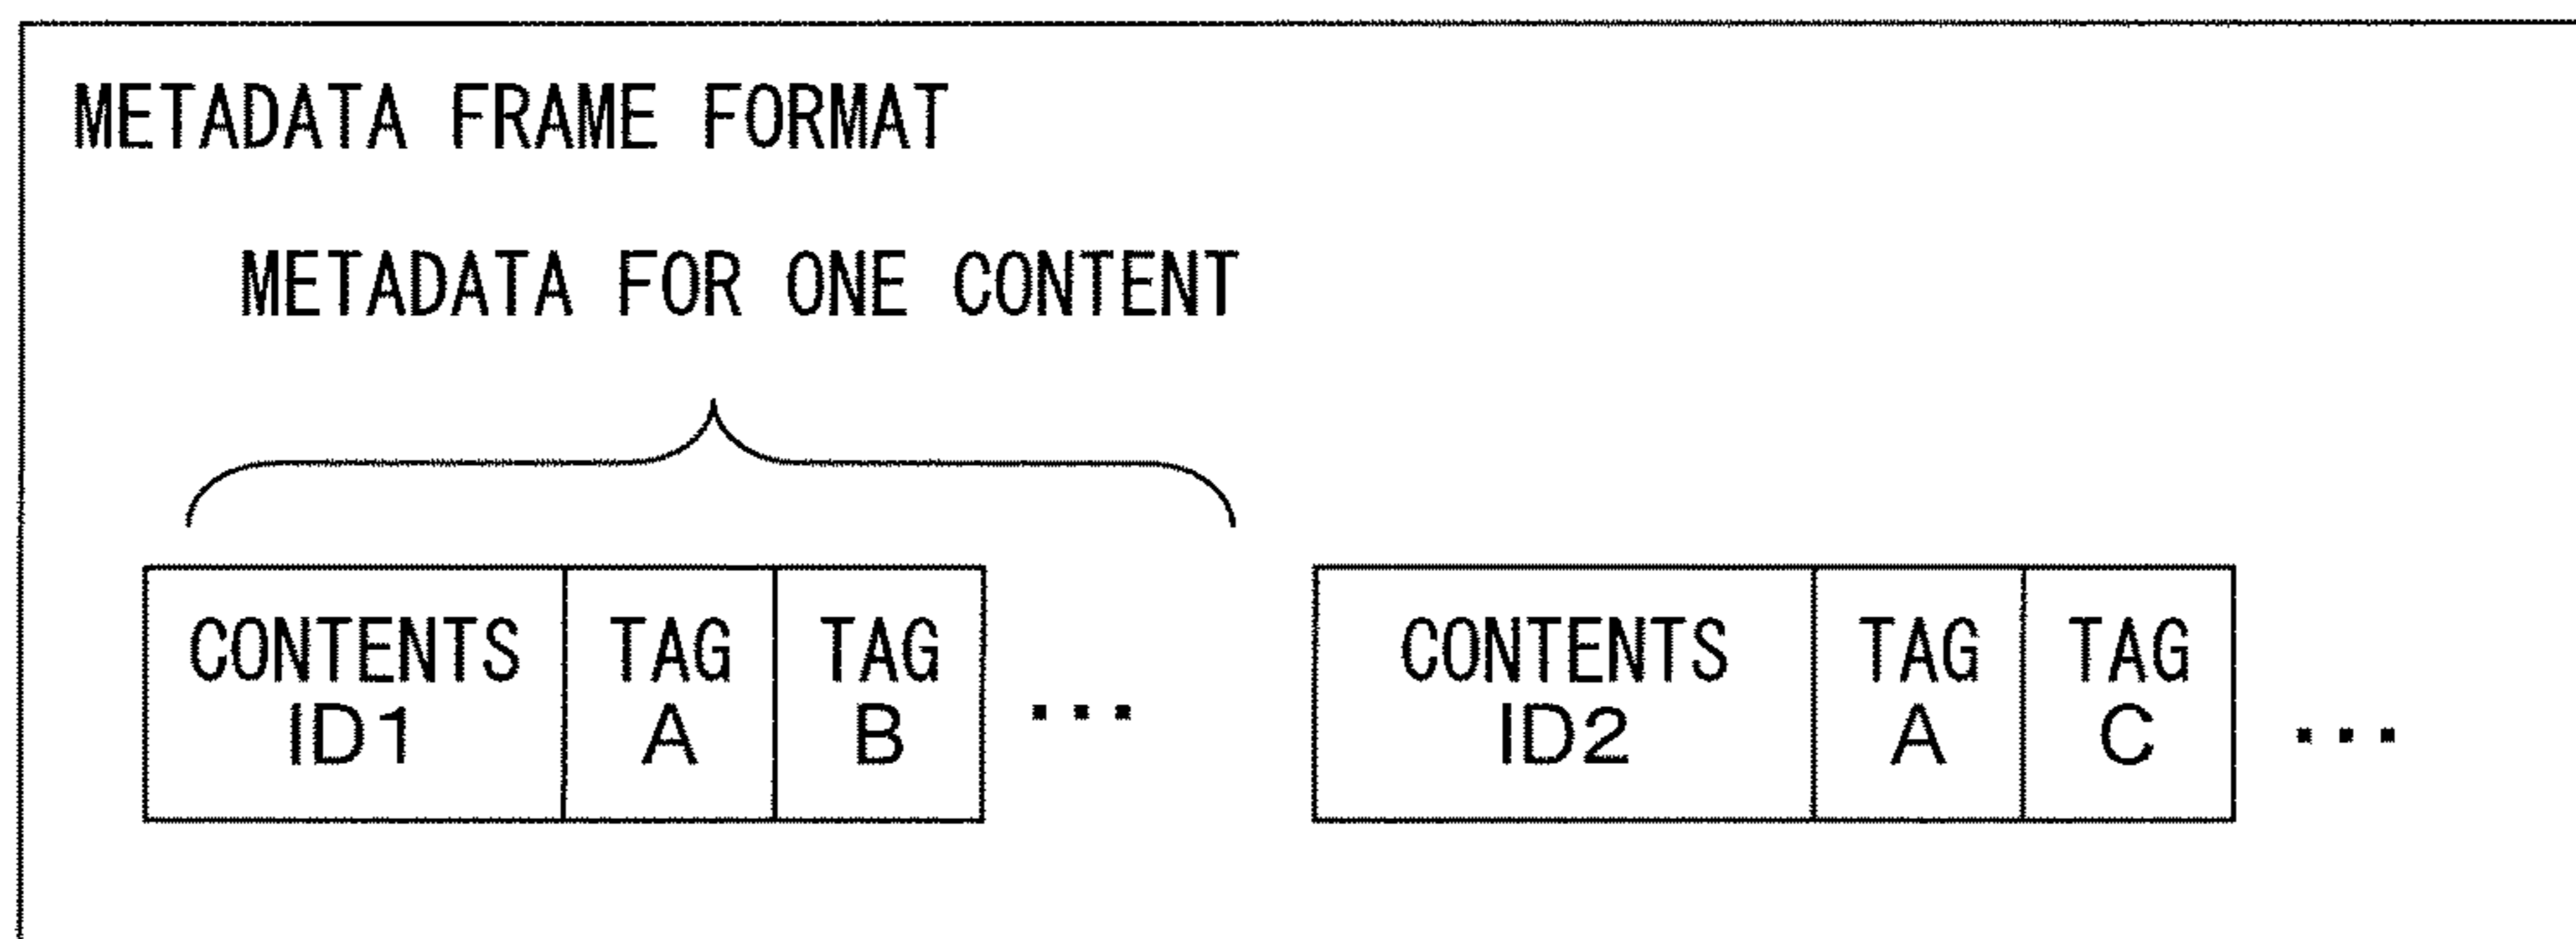 METADATA FRAME FORMAT
METADATA FOR ONE CONTENT
CONTENTS TAG TAG CONTENTS TAG TAG
ID1 A B ··· ID2 A C ···